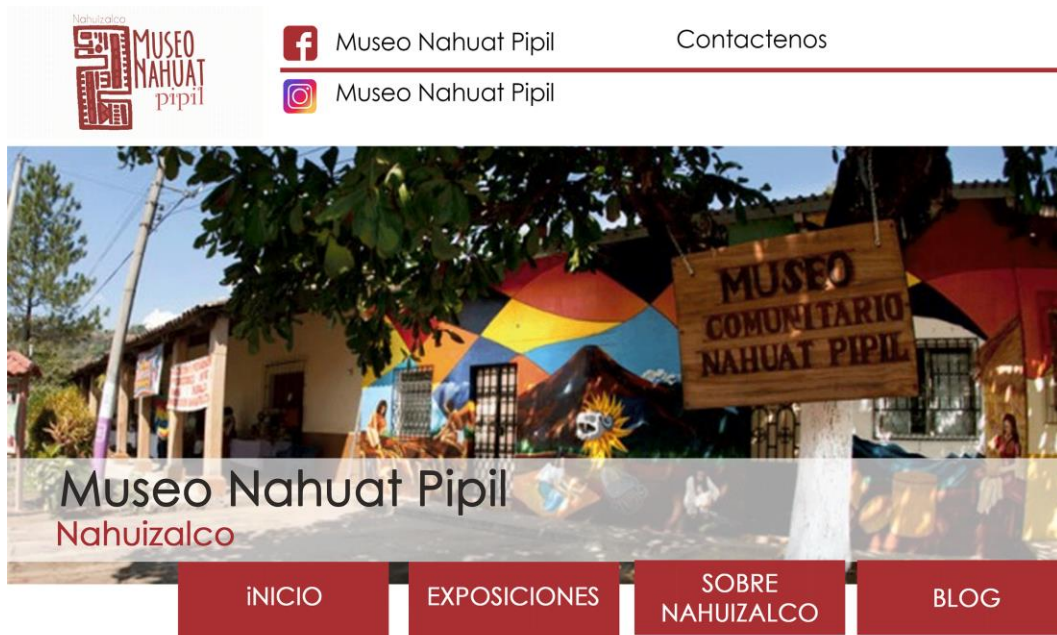 Nahuizalco
MUSEO
NAHUAT
pipil
Museo Nahuat Pipil
Contactenos
Museo Nahuat Pipil
MUSEO
COMUNITARIO
NAHUAT PIPIL
Museo Nahuat Pipil
Nahuizalco
iNICIO
EXPOSICIONES
SOBRE
NAHUIZALCO
BLOG